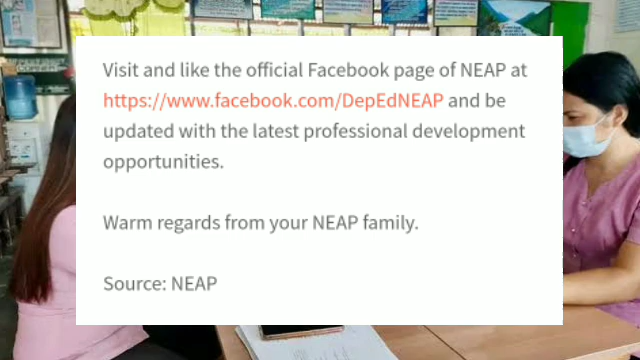 Visit and like the official Facebook page of NEAP at
https://www.facebook.com/DepEdNEAP and be
updated with the latest professional development
opportunities.
Warm regards from your NEAP family.
Source: NEAP